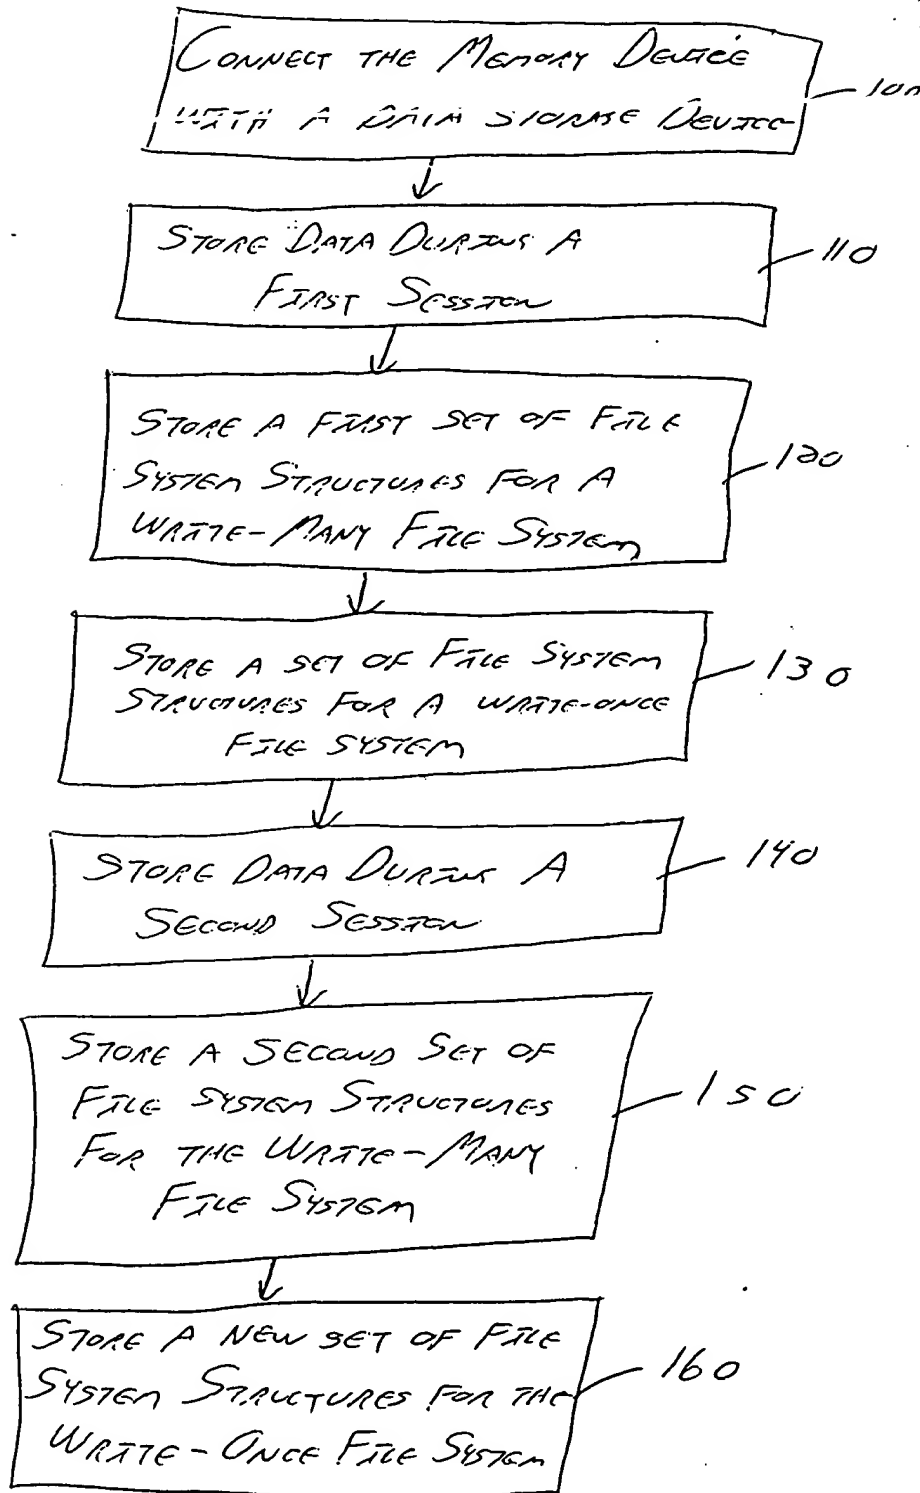 CONNECT THE MEMORY DEVICE
WITH A DATA STORAGE DEVICE
100
STORE DATA DURING A
FIRST SESSION
110
STORE A FIRST SET OF FILE
SYSTEM STRUCTURES FOR A
WRITE-MANY FILE SYSTEM
120
STORE A SET OF FILE SYSTEM
STRUCTURES FOR A WRITE-ONCE
FILE SYSTEM
130
STORE DATA DURING A
SECOND SESSION
140
STORE A SECOND SET OF
FILE SYSTEM STRUCTURES
FOR THE WRITE-MANY
FILE SYSTEM
150
STORE A NEW SET OF FILE
SYSTEM STRUCTURES FOR THE
WRITE-ONCE FILE SYSTEM
160